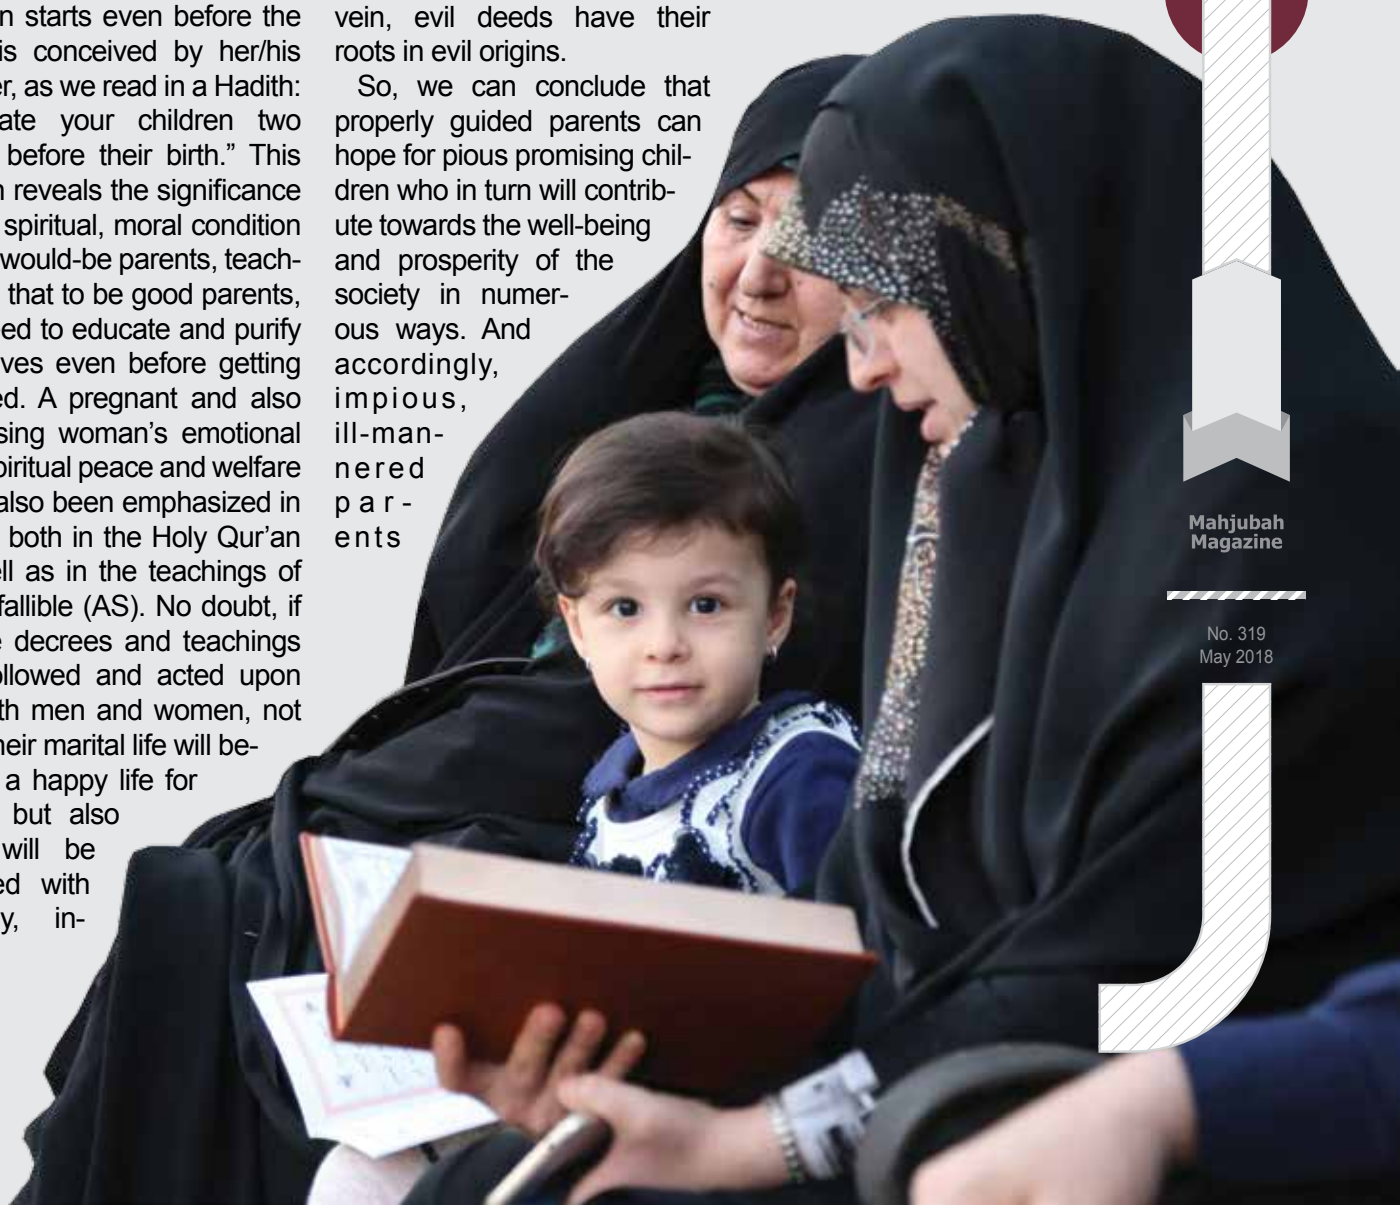 n starts even before the
is conceived by her/his
er, as we read in a Hadith:
ate your children two
before their birth.” This
n reveals the significance
spiritual, moral condition
would-be parents, teach-
that to be good parents,
eed to educate and purify
ves even before getting
ed. A pregnant and also
sing woman’s emotional
piritual peace and welfare
also been emphasized in
both in the Holy Qur’an
ell as in the teachings of
fallible (AS). No doubt, if
e decrees and teachings
ollowed and acted upon
th men and women, not
heir marital life will be-
a happy life for
but also
will be
ed with
y, in-
vein, evil deeds have their
roots in evil origins.
So, we can conclude that
properly guided parents can
hope for pious promising chil-
dren who in turn will contrib-
ute towards the well-being
and prosperity of the
society in numer-
ous ways. And
accordingly,
impious,
ill-man-
nered
par-
ents
Mahjubah
Magazine
No. 319
May 2018